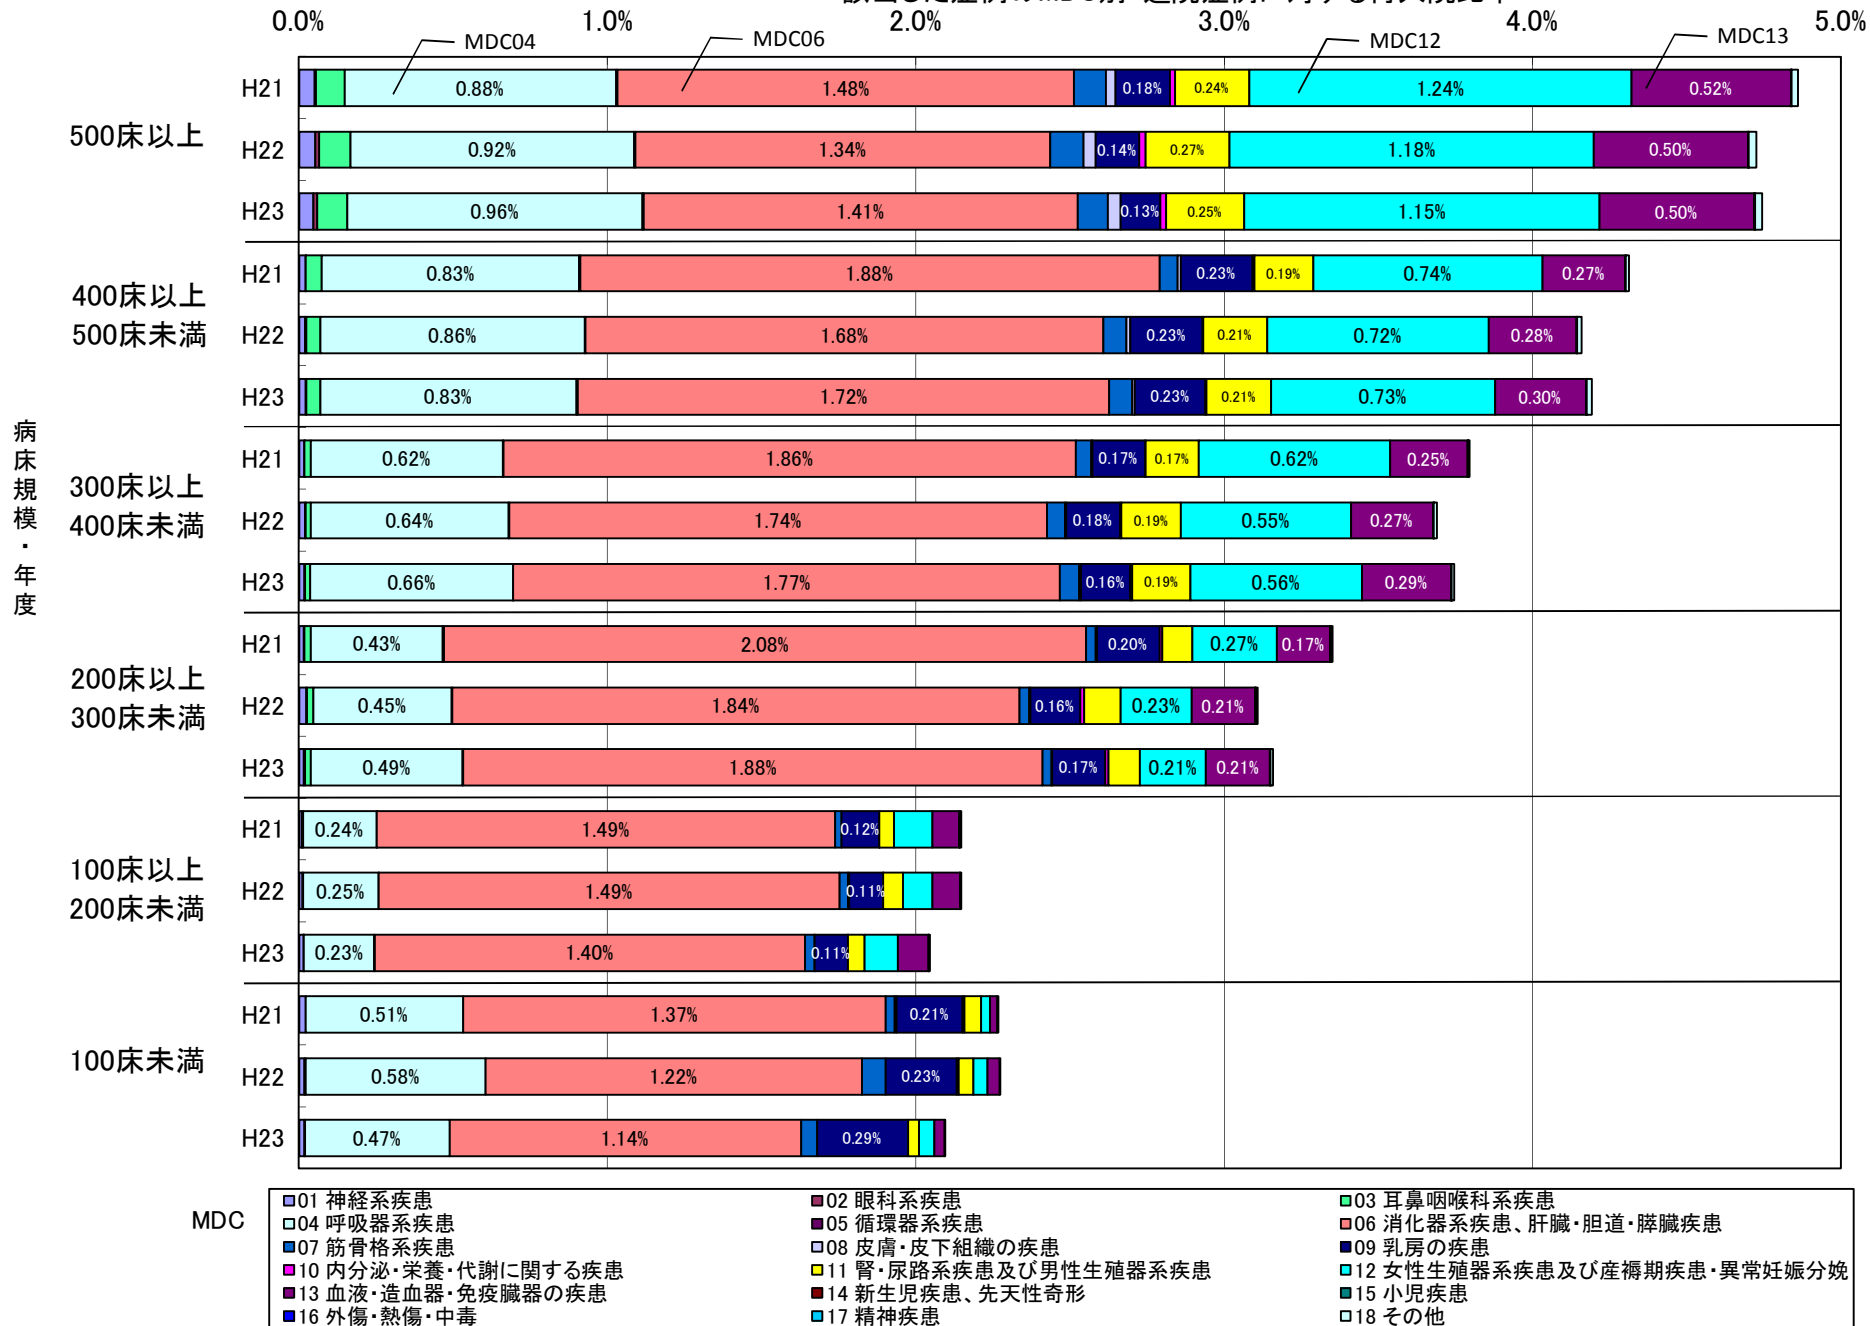 0.0% 1.0% 2.0% 3.0% 4.0% 5.0%
MDC04 MDC06 MDC12 MDC13
病床規模・年度
500床以上
H21 0.88% 1.48% 0.18% 0.24% 1.24% 0.52%
H22 0.92% 1.34% 0.14% 0.27% 1.18% 0.50%
H23 0.96% 1.41% 0.13% 0.25% 1.15% 0.50%
400床以上
500床未満
H21 0.83% 1.88% 0.23% 0.19% 0.74% 0.27%
H22 0.86% 1.68% 0.23% 0.21% 0.72% 0.28%
H23 0.83% 1.72% 0.23% 0.21% 0.73% 0.30%
300床以上
400床未満
H21 0.62% 1.86% 0.17% 0.17% 0.62% 0.25%
H22 0.64% 1.74% 0.18% 0.19% 0.55% 0.27%
H23 0.66% 1.77% 0.16% 0.19% 0.56% 0.29%
200床以上
300床未満
H21 0.43% 2.08% 0.20% 0.27% 0.17%
H22 0.45% 1.84% 0.16% 0.23% 0.21%
H23 0.49% 1.88% 0.17% 0.21% 0.21%
100床以上
200床未満
H21 0.24% 1.49% 0.12%
H22 0.25% 1.49% 0.11%
H23 0.23% 1.40% 0.11%
100床未満
H21 0.51% 1.37% 0.21%
H22 0.58% 1.22% 0.23%
H23 0.47% 1.14% 0.29%
MDC
01 神経系疾患 02 眼科系疾患 03 耳鼻咽喉科系疾患
04 呼吸器系疾患 05 循環器系疾患 06 消化器系疾患、肝臓・胆道・膵臓疾患
07 筋骨格系疾患 08 皮膚・皮下組織の疾患 09 乳房の疾患
10 内分泌・栄養・代謝に関する疾患 11 腎・尿路系疾患及び男性生殖器系疾患 12 女性生殖器系疾患及び産褥期疾患・異常妊娠分娩
13 血液・造血器・免疫臓器の疾患 14 新生児疾患、先天性奇形 15 小児疾患
16 外傷・熱傷・中毒 17 精神疾患 18 その他